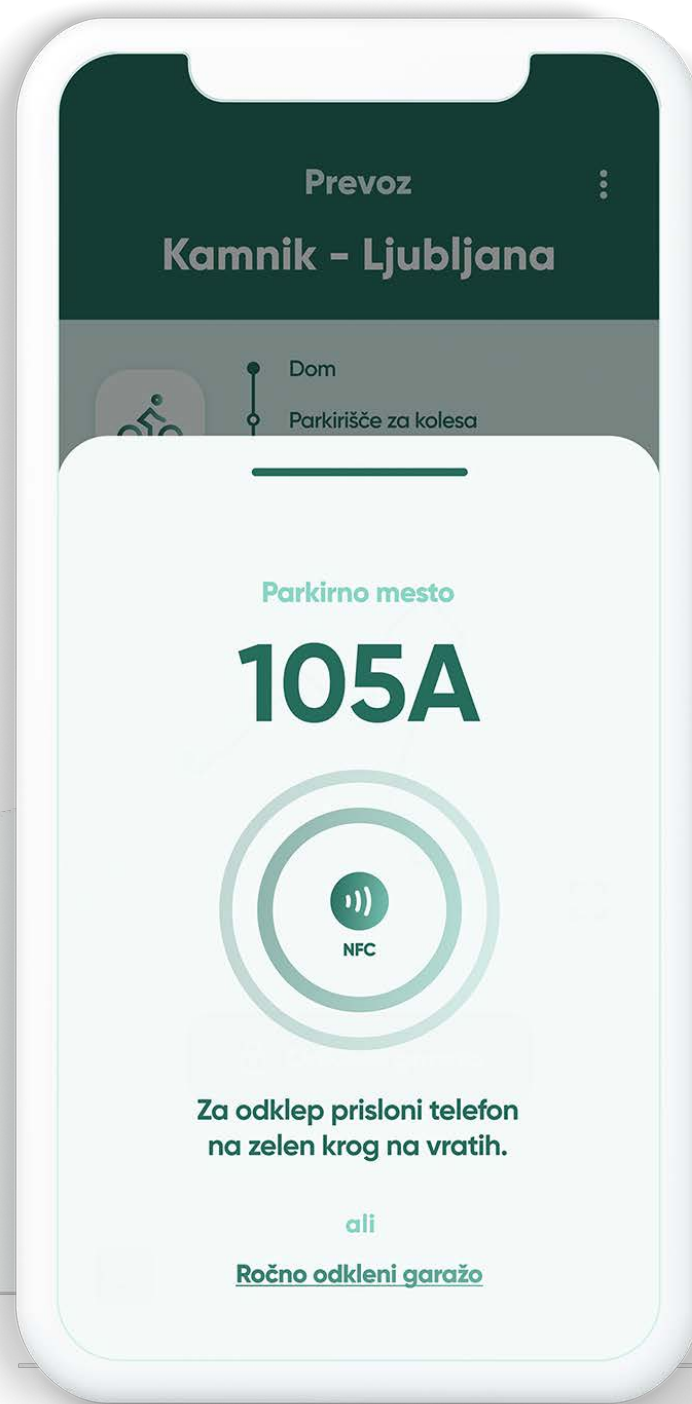 Prevoz
Kamnik - Ljubljana
Dom
Parkirišče za kolesa
Parkirno mesto
105A
NFC
Za odklep prisloni telefon
na zelen krog na vratih.
ali
Ročno odkleni garažo